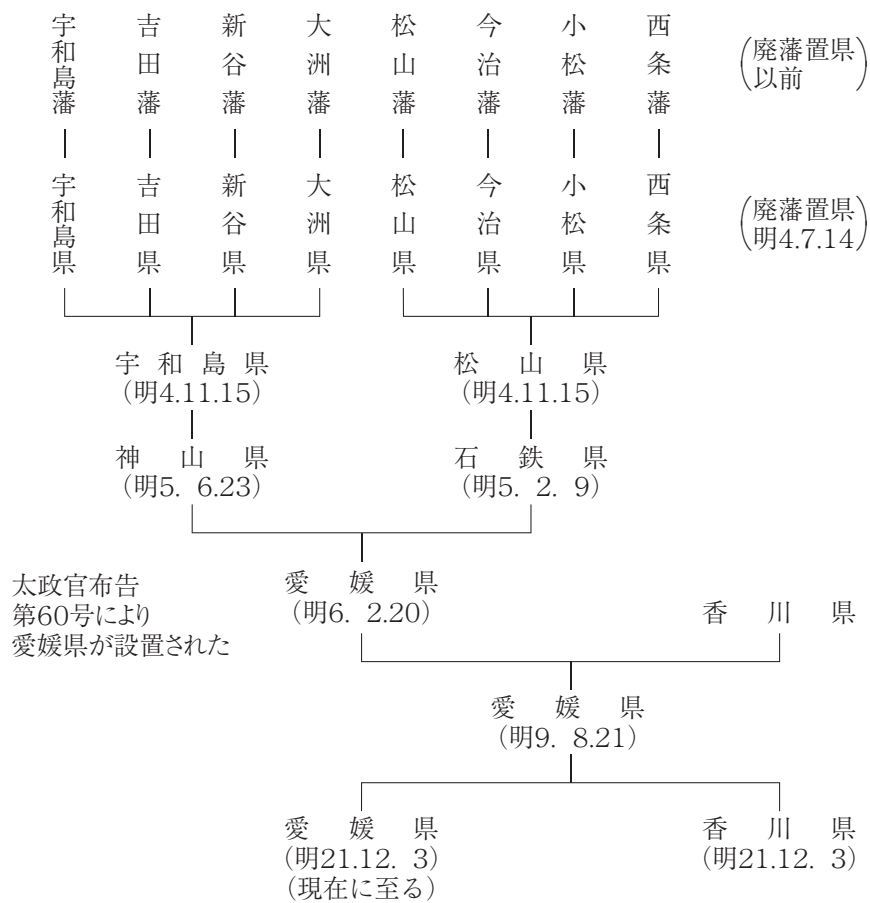 宇和島藩
吉田藩
新谷藩
大洲藩
松山藩
今治藩
小松藩
西条藩
(廃藩置県
以前)
宇和島県
吉田県
新谷県
大洲県
松山県
今治県
小松県
西条県
(廃藩置県
明4.7.14)
宇和島県
(明4.11.15)
松山県
(明4.11.15)
神山県
(明5. 6.23)
石鉄県
(明5. 2. 9)
太政官布告
第60号により
愛媛県が設置された
愛媛県
(明6. 2.20)
香川県
愛媛県
(明9. 8.21)
愛媛県
(明21.12. 3)
(現在に至る)
香川県
(明21.12. 3)